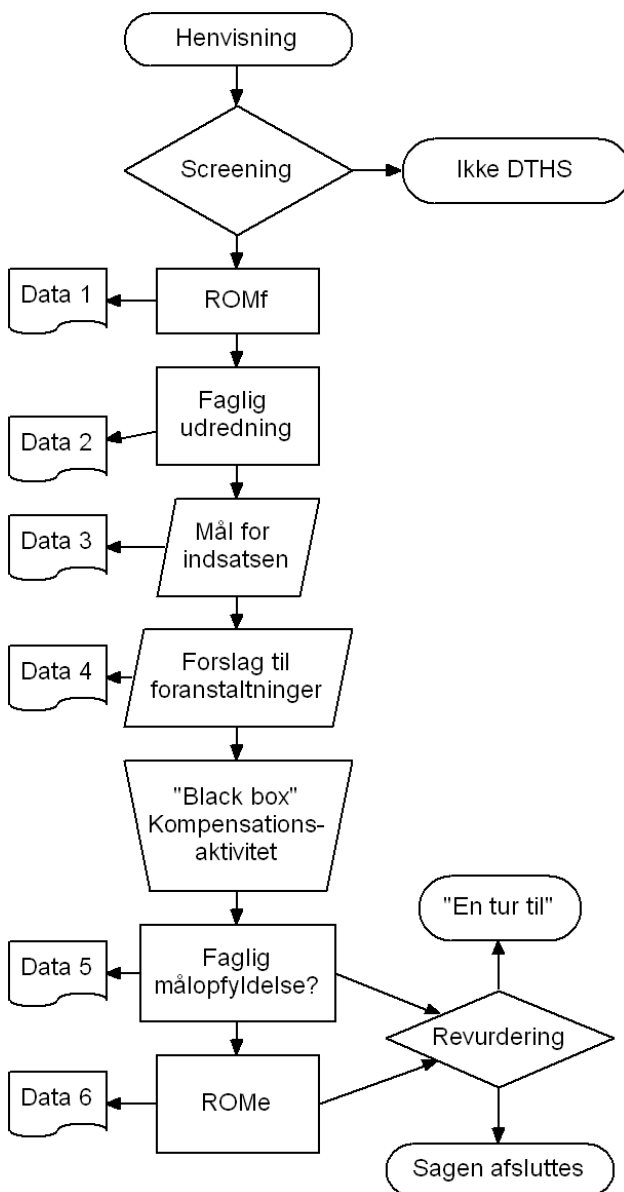 Henvisning
Screening
Ikke DTHS
Data 1
ROMf
Faglig
udredning
Data 2
Data 3
Mål for
indsatsen
Data 4
Forslag til
foranstaltninger
"Black box"
Kompensations-
aktivitet
"En tur til"
Data 5
Faglig
målopfyldelse?
Revurdering
Data 6
ROMe
Sagen afsluttes